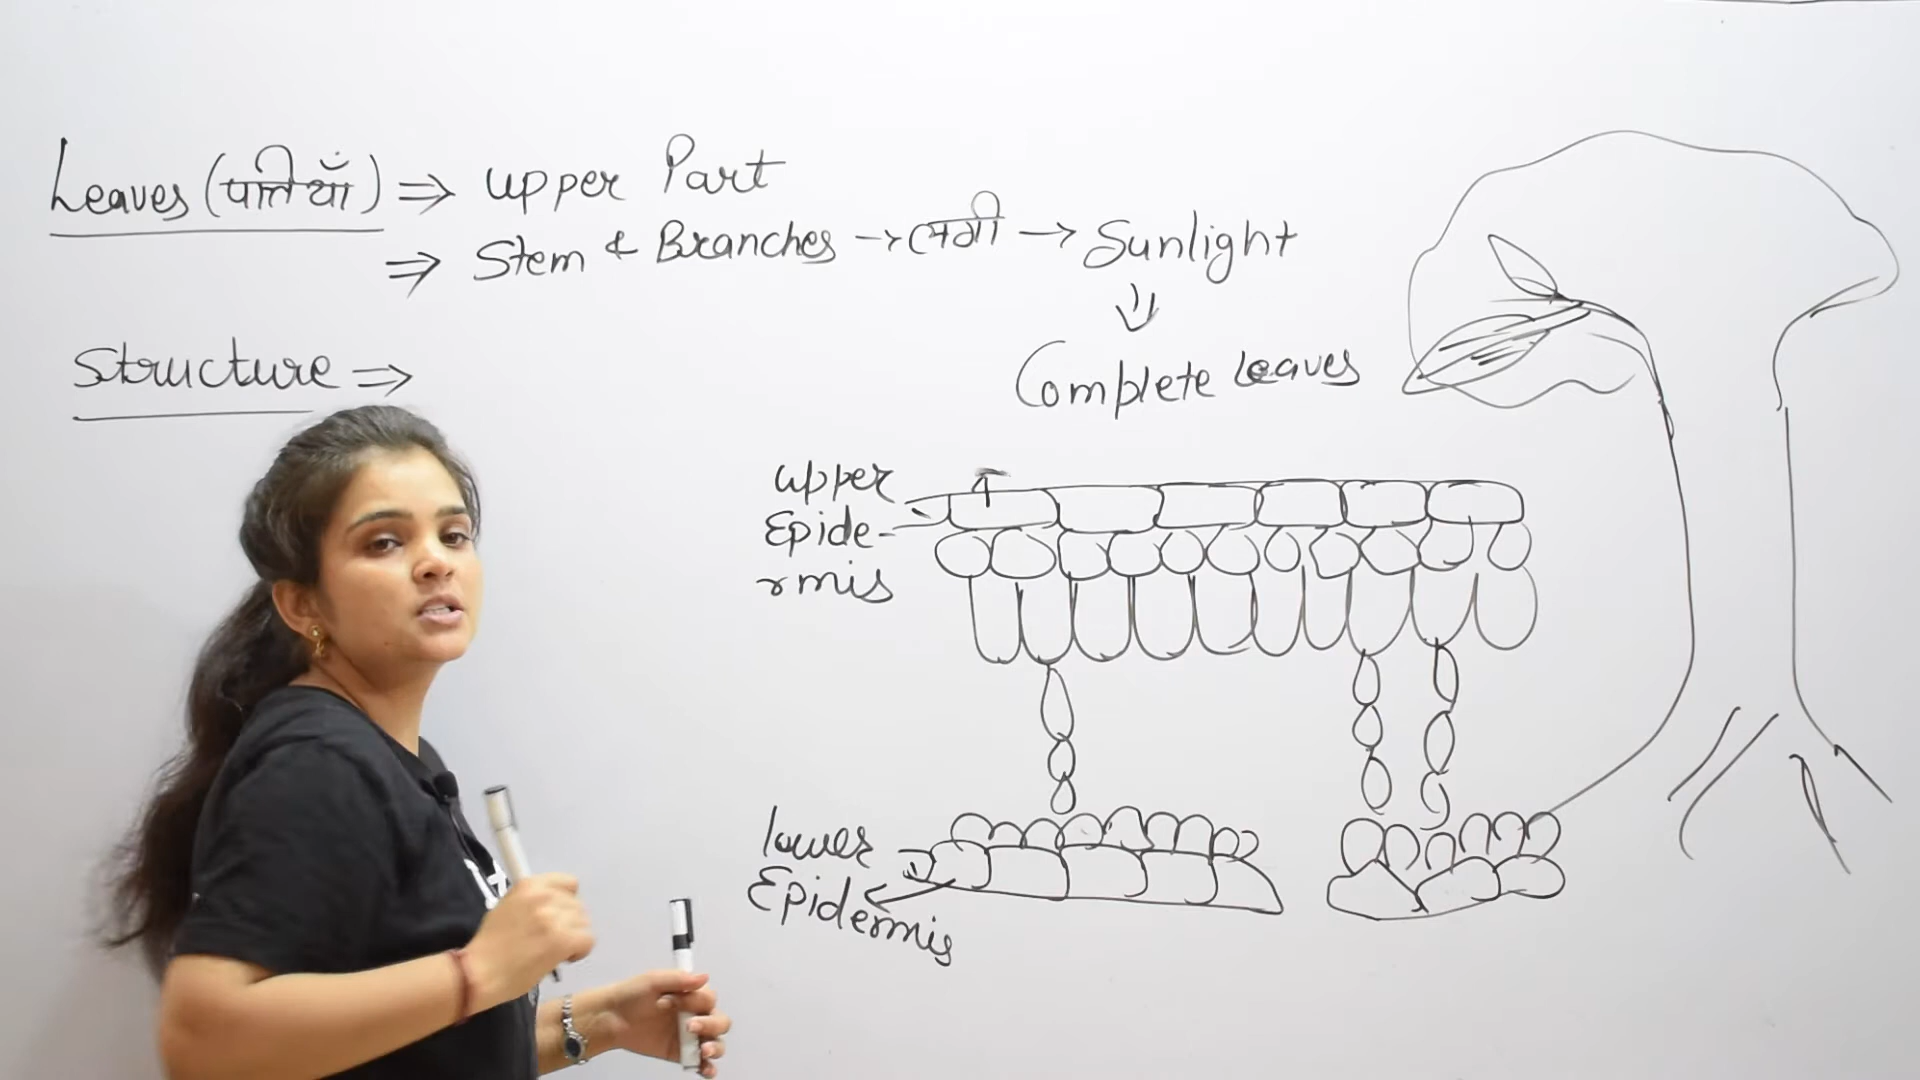 Leaves (पत्तियाँ) ⇒ Upper Part
⇒ Stem & Branches → लगी → Sunlight
⇓
Complete Leaves
Structure ⇒
Upper
Epide-
rmis
lower
Epidermis